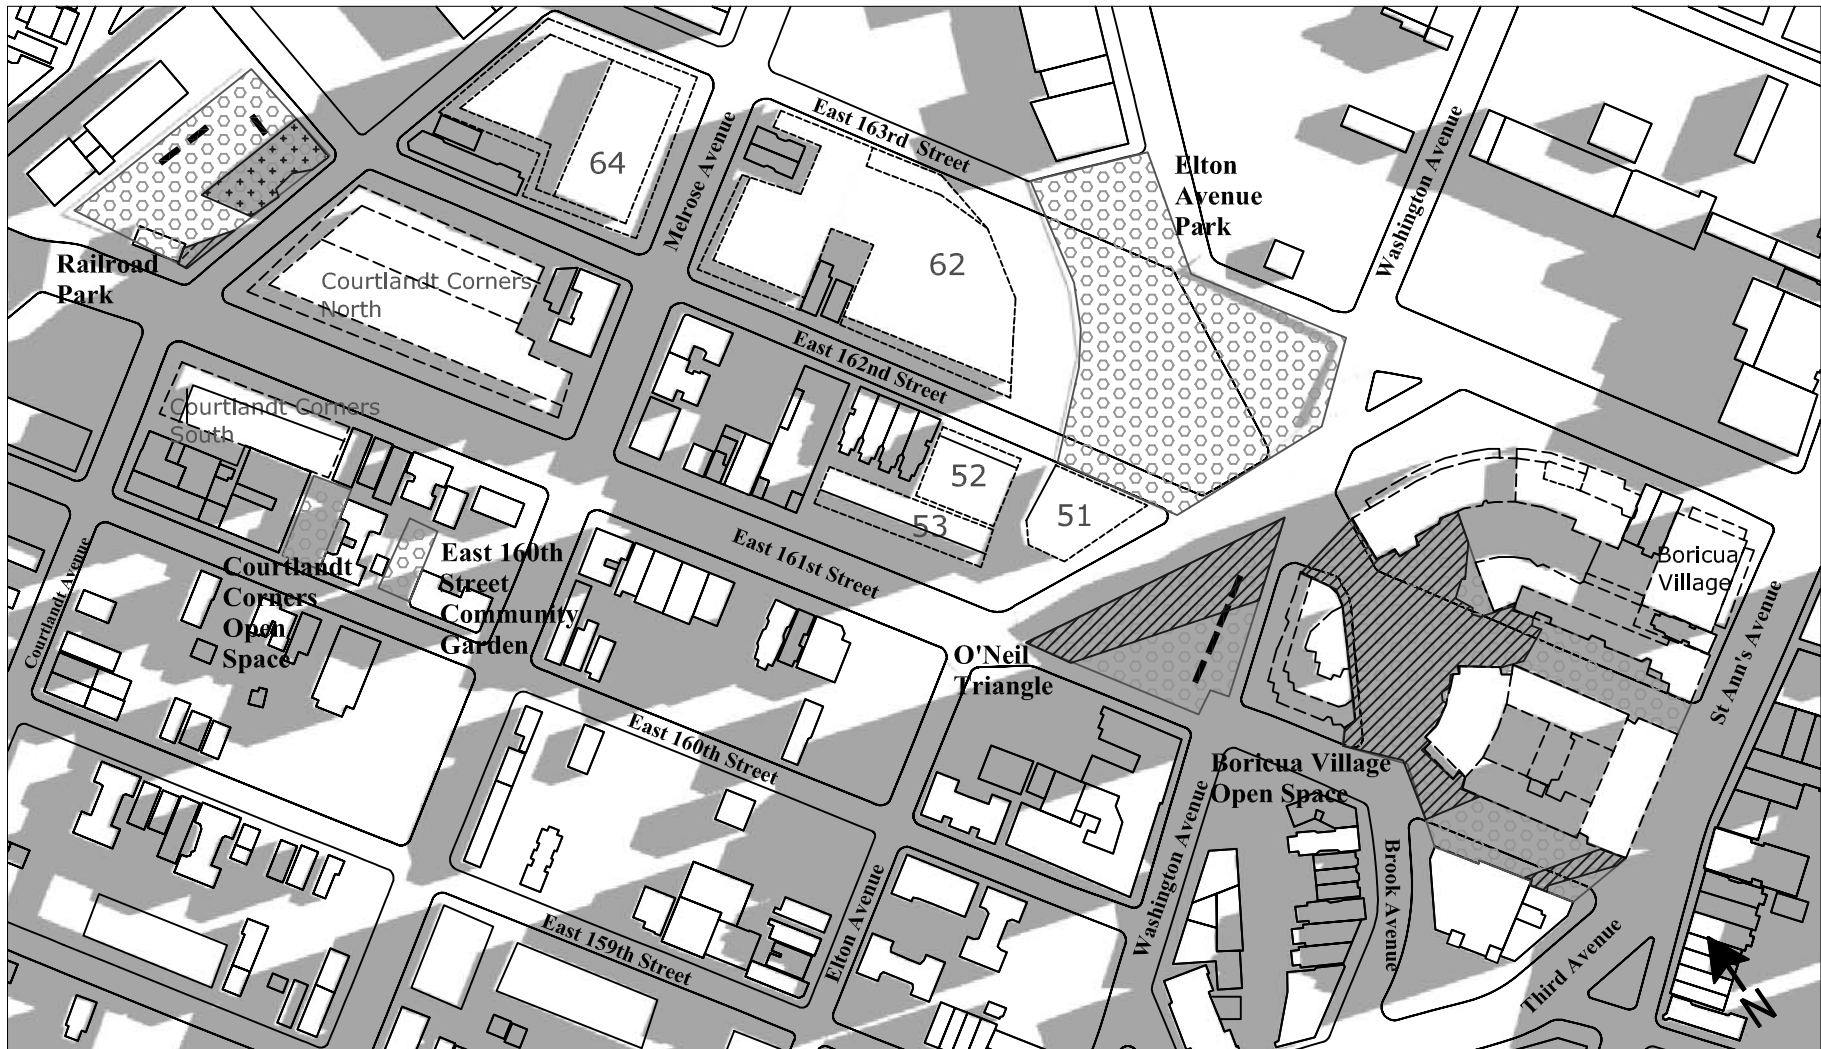 East 163rd Street
Elton
Avenue
Park
Washington Avenue
Melrose Avenue
64
62
Railroad
Park
Courtlandt Corners
North
East 162nd Street
Courtlandt Corners
South
52
53
51
East 161st Street
Courtlandt Avenue
Courtlandt
Corners
Open
Space
East 160th
Street
Community
Garden
Boricua
Village
St Ann's Avenue
O'Neil
Triangle
East 160th Street
Boricua Village
Open Space
Washington Avenue
Brook Avenue
Elton Avenue
East 159th Street
Third Avenue
N